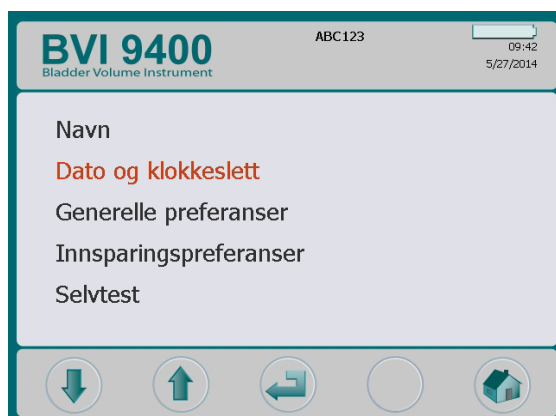 BVI 9400
Bladder Volume Instrument
ABC123
09:42
5/27/2014
Navn
Dato og klokkeslett
Generelle preferanser
Innsparingspreferanser
Selvtest